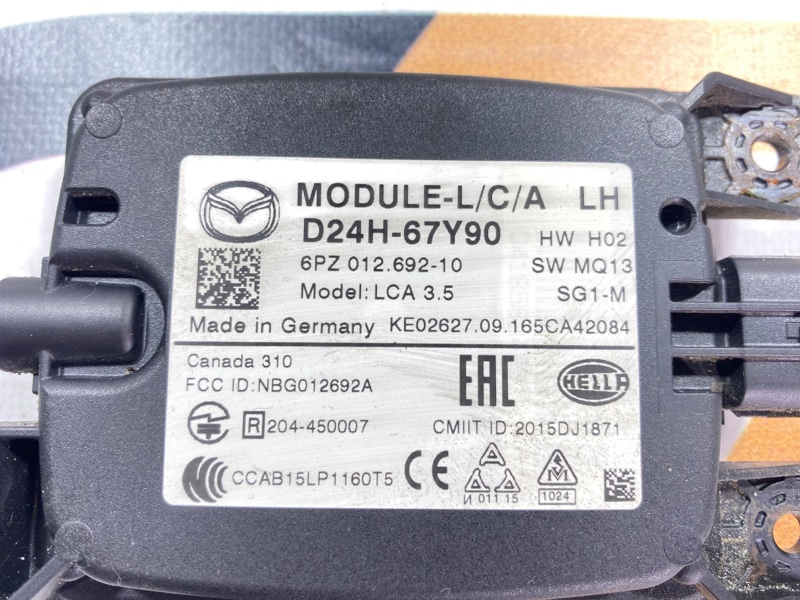 MODULE-L/C/A LH
D24H-67Y90 HW H02
6PZ 012.692-10 SW MQ13
Model: LCA 3.5 SG1-M
Made in Germany KE02627.09.165CA42084
Canada 310
FCC ID:NBG012692A
EAC HELLA
R 204-450007 CMIIT ID:2015DJ1871
CCAB15LP1160T5 CE
И 011 15 1024